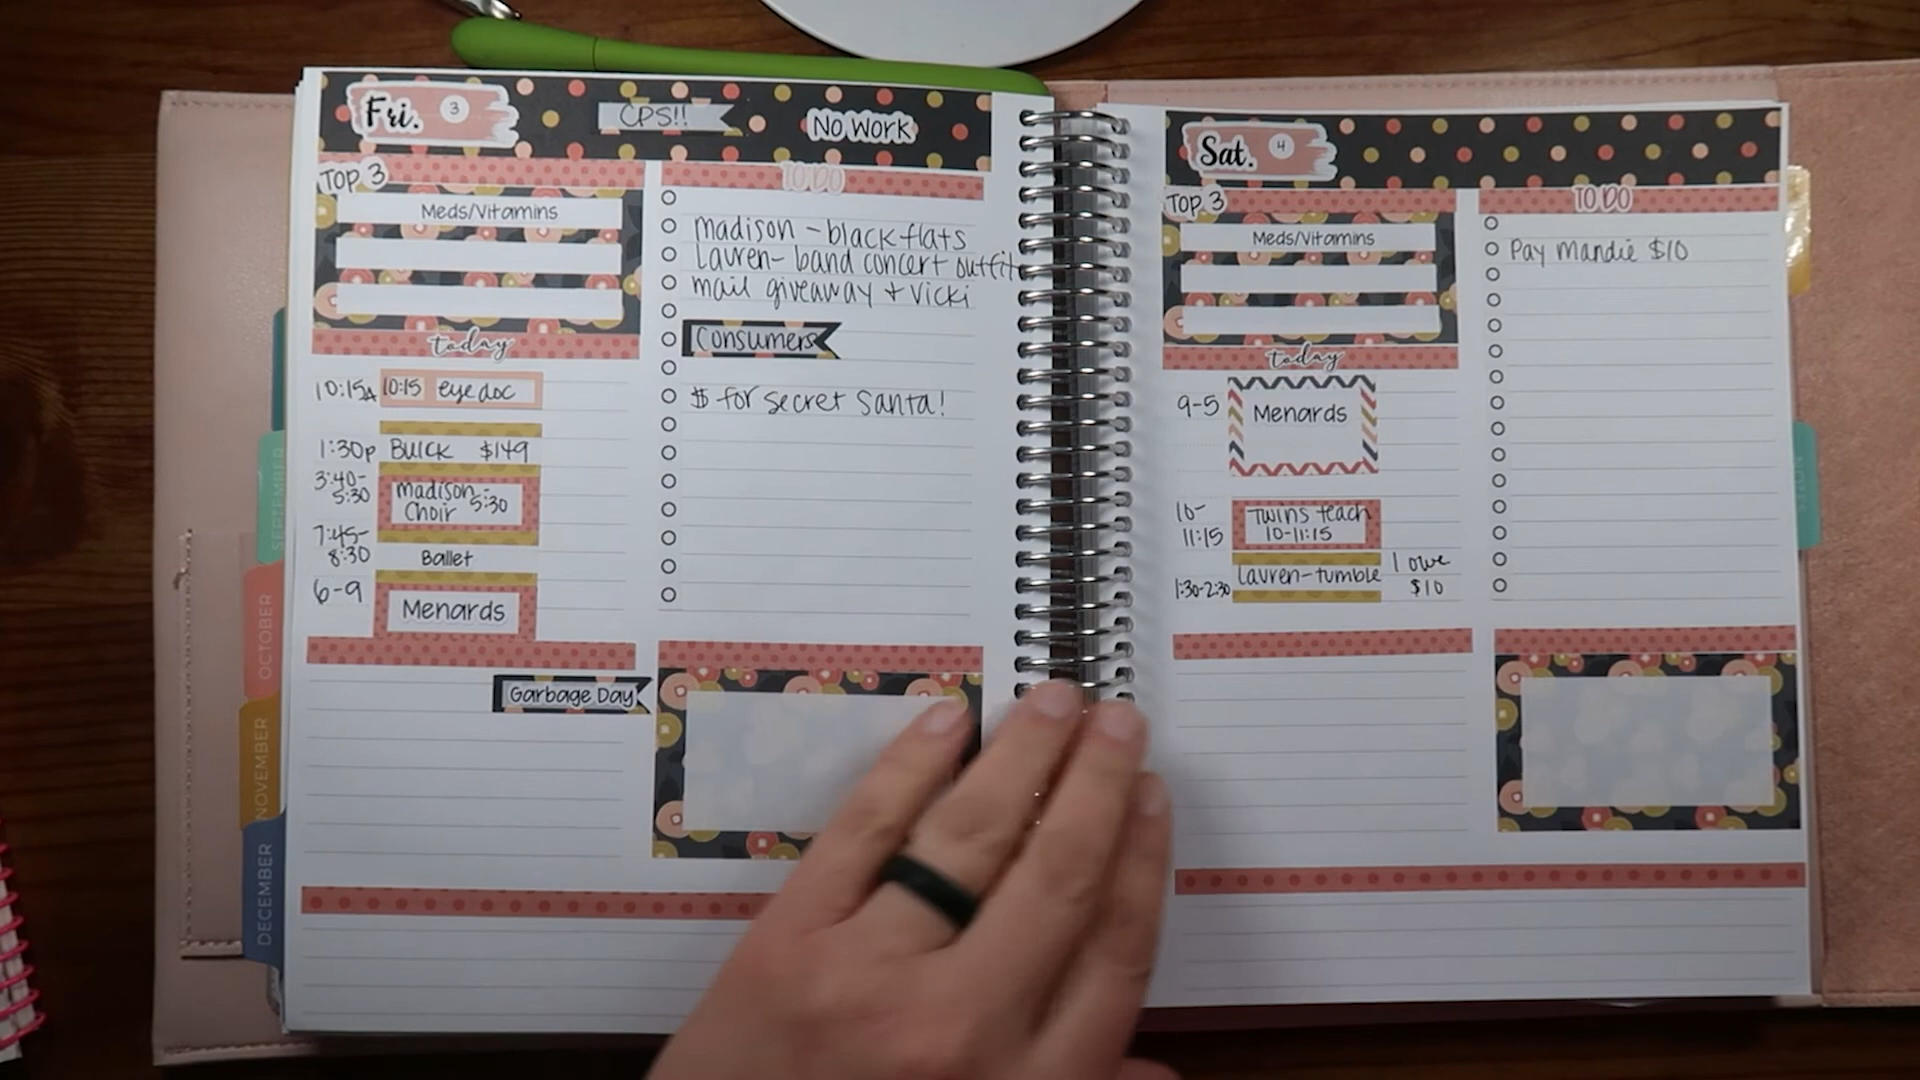 Fri. 3
CPS!!
No Work
Top 3
Meds/Vitamins
today
10:15A 10:15 eye doc
1:30p Buick $149
3:40-
5:30
madison -
Choir 5:30
7:45-
8:30
Ballet
6-9
Menards
Garbage Day
TO DO
madison - black flats
Lauren- band concert outfit
mail giveaway + Vicki
Consumers
$ for secret Santa!
SEPTEMBER
OCTOBER
NOVEMBER
DECEMBER
Sat. 4
Top 3
Meds/Vitamins
today
9-5
Menards
10-
11:15
Twins teach
10-11:15
1:30-2:30
Lauren-tumble
I owe
$10
TO DO
Pay Mandie $10